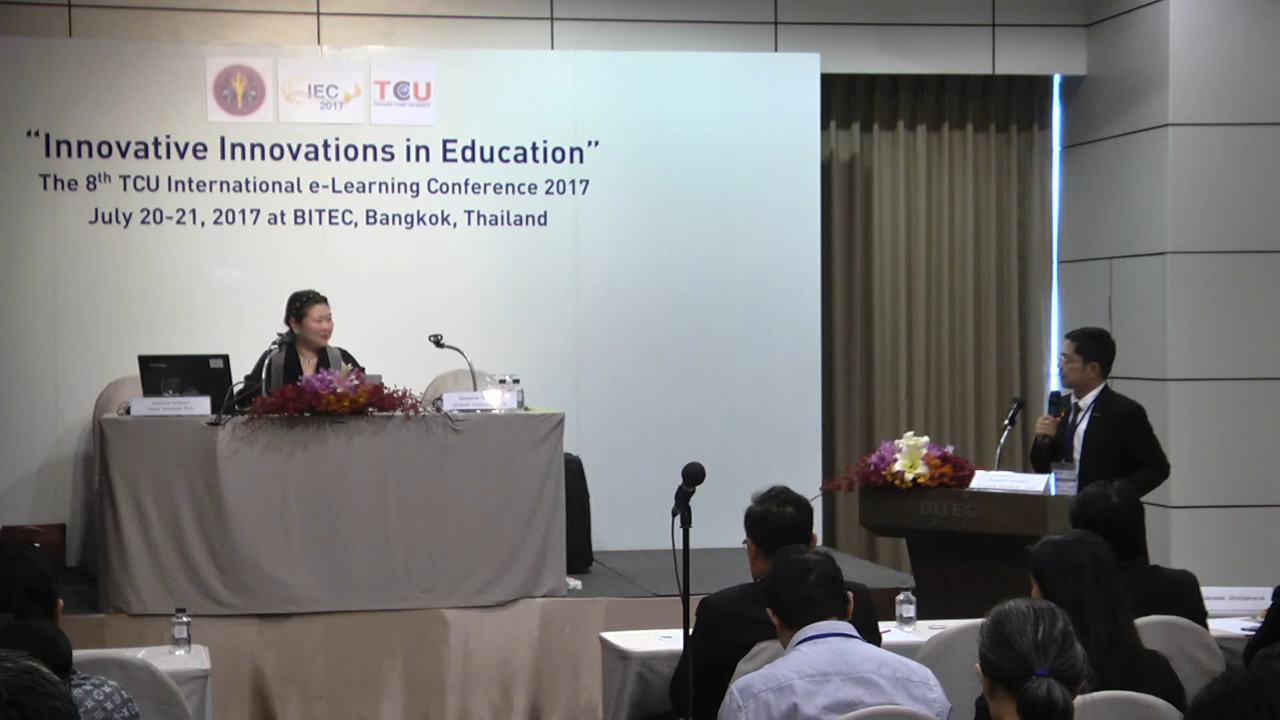 IEC
2017
TCU
“Innovative Innovations in Education”
The 8th TCU International e-Learning Conference 2017
July 20-21, 2017 at BITEC, Bangkok, Thailand
BITEC